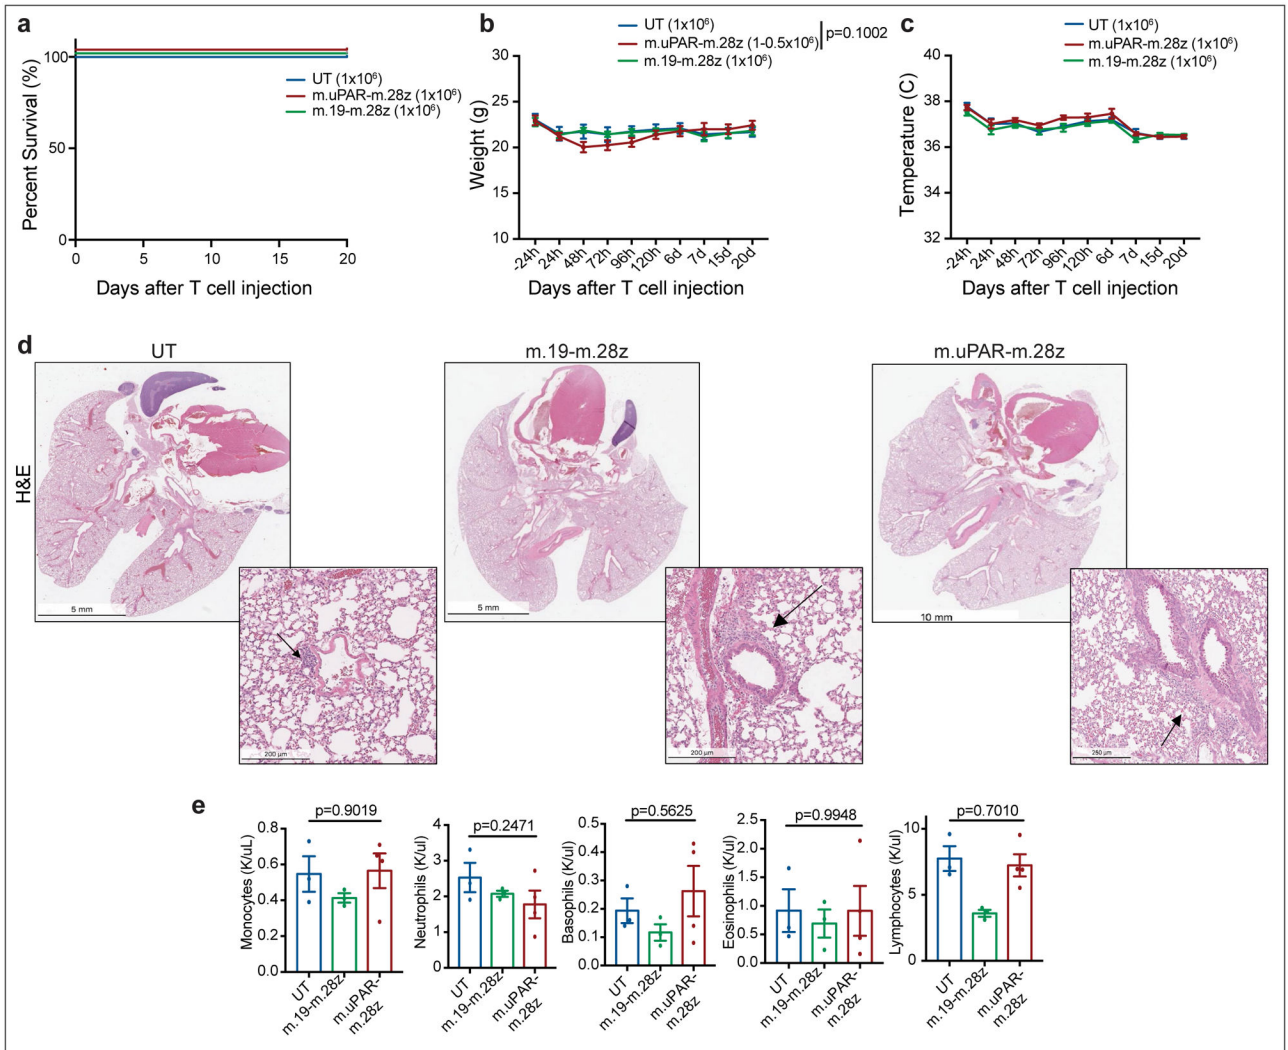 a
Percent Survival (%)
100
50
0
0 5 10 15 20
Days after T cell injection
UT (1x10⁶)
m.uPAR-m.28z (1x10⁶)
m.19-m.28z (1x10⁶)
b
UT (1x10⁶)
m.uPAR-m.28z (1-0.5x10⁶)
m.19-m.28z (1x10⁶)
p=0.1002
Weight (g)
30
25
20
15
10
-24h 24h 48h 72h 96h 120h 6d 7d 15d 20d
Days after T cell injection
c
UT (1x10⁶)
m.uPAR-m.28z (1x10⁶)
m.19-m.28z (1x10⁶)
Temperature (C)
40
38
36
34
32
-24h 24h 48h 72h 96h 120h 6d 7d 15d 20d
Days after T cell injection
d
UT
m.19-m.28z
m.uPAR-m.28z
H&E
5 mm
5 mm
10 mm
200 µm
200 µm
250 µm
e
p=0.9019
Monocytes (K/uL)
0.8
0.6
0.4
0.2
0.0
UT
m.19-m.28z
m.uPAR-
m.28z
p=0.2471
Neutrophils (K/ul)
4
3
2
1
0
UT
m.19-m.28z
m.uPAR-
m.28z
p=0.5625
Basophils (K/ul)
0.5
0.4
0.3
0.2
0.1
0.0
UT
m.19-m.28z
m.uPAR-
m.28z
p=0.9948
Eosinophils (K/ul)
2.5
2.0
1.5
1.0
0.5
0.0
UT
m.19-m.28z
m.uPAR-
m.28z
p=0.7010
Lymphocytes (K/ul)
10
5
0
UT
m.19-m.28z
m.uPAR-
m.28z